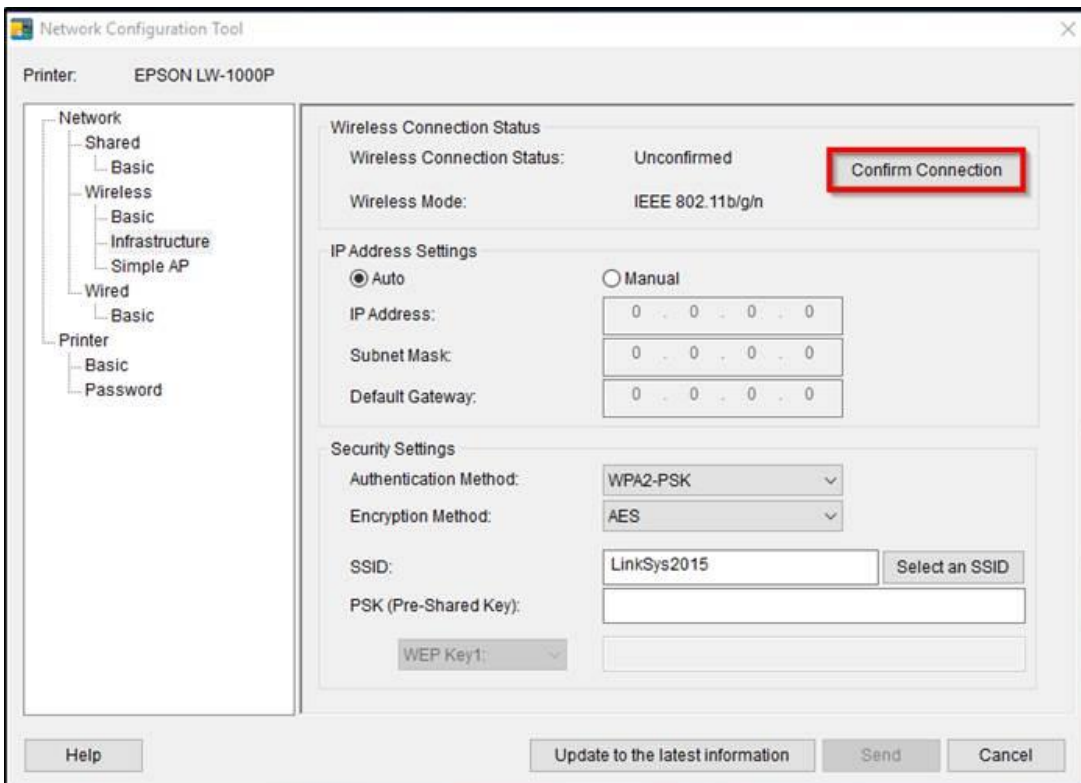 Network Configuration Tool
Printer: EPSON LW-1000P
Network
Shared
Basic
Wireless
Basic
Infrastructure
Simple AP
Wired
Basic
Printer
Basic
Password
Wireless Connection Status
Wireless Connection Status: Unconfirmed
Confirm Connection
Wireless Mode: IEEE 802.11b/g/n
IP Address Settings
Auto Manual
IP Address: 0 . 0 . 0 . 0
Subnet Mask: 0 . 0 . 0 . 0
Default Gateway: 0 . 0 . 0 . 0
Security Settings
Authentication Method: WPA2-PSK
Encryption Method: AES
SSID: LinkSys2015 Select an SSID
PSK (Pre-Shared Key):
WEP Key1:
Help Update to the latest information Send Cancel